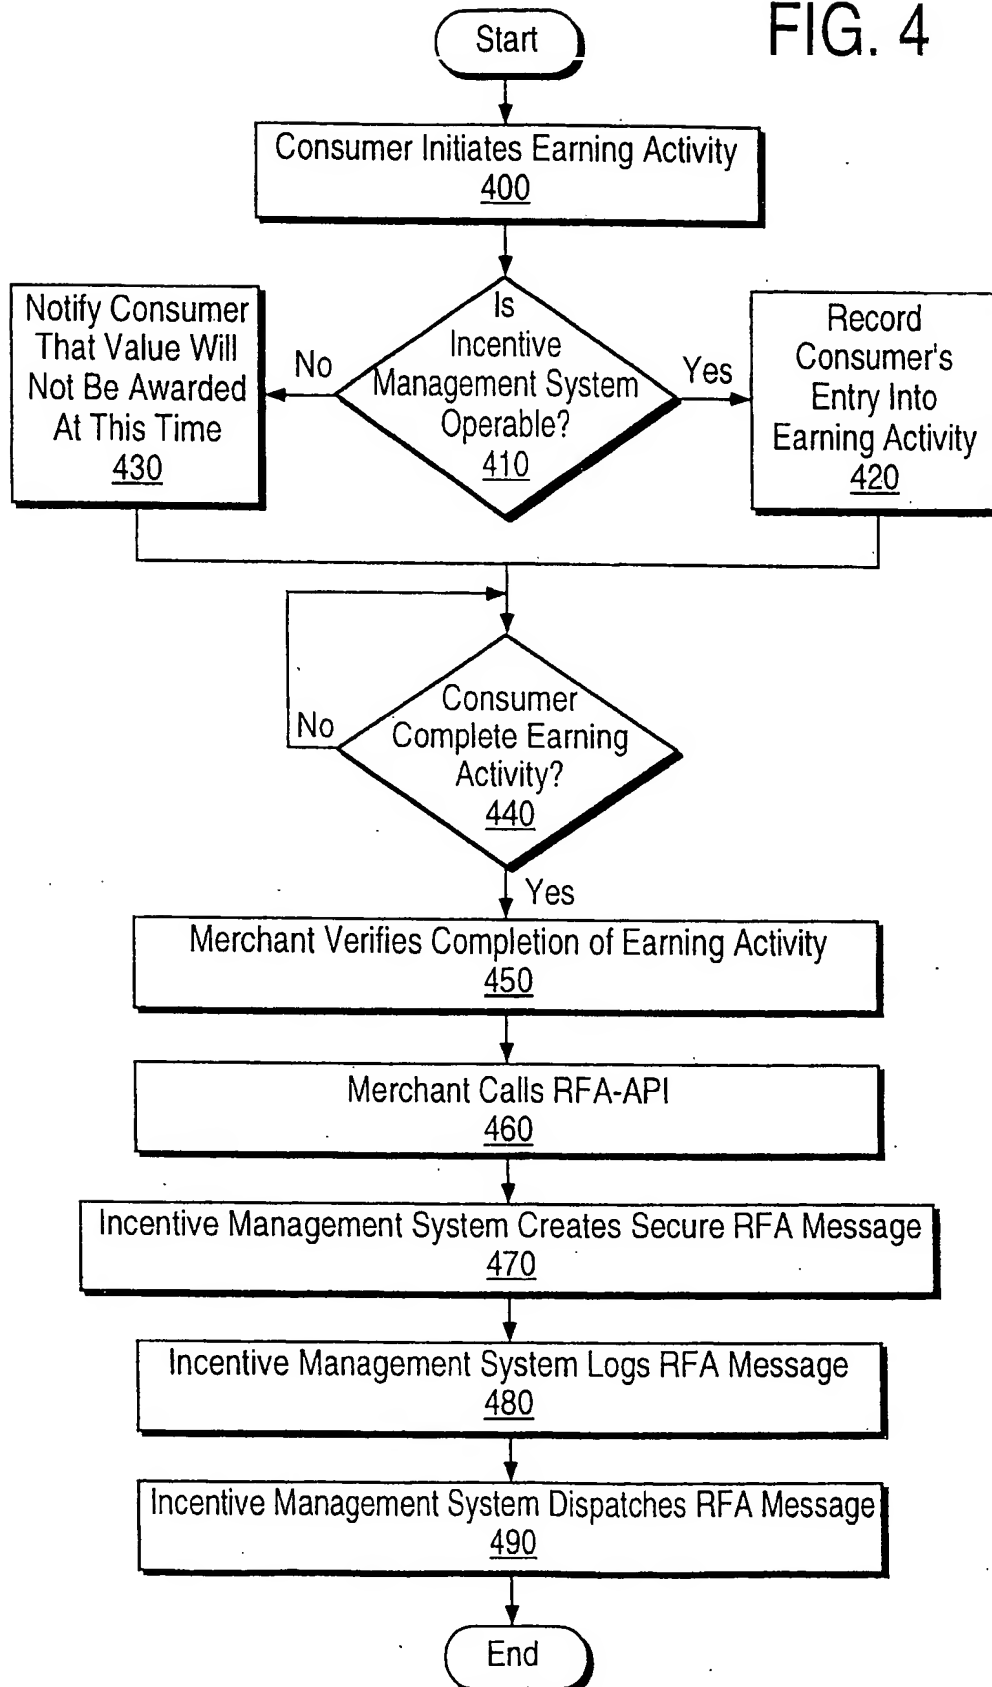 FIG. 4
Start
Consumer Initiates Earning Activity
400
Is
Incentive
Management System
Operable?
410
No
Yes
Notify Consumer
That Value Will
Not Be Awarded
At This Time
430
Record
Consumer's
Entry Into
Earning Activity
420
Consumer
Complete Earning
Activity?
440
No
Yes
Merchant Verifies Completion of Earning Activity
450
Merchant Calls RFA-API
460
Incentive Management System Creates Secure RFA Message
470
Incentive Management System Logs RFA Message
480
Incentive Management System Dispatches RFA Message
490
End